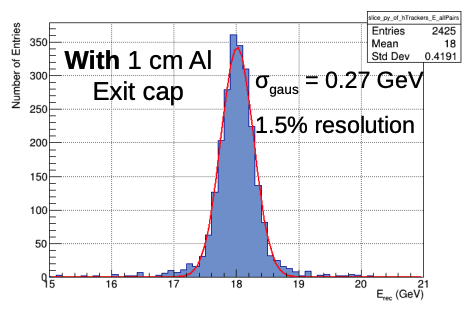 slice_py_of_hTrackers_E_allPairs
Entries 2425
Mean 18
Std Dev 0.4191
Number of Entries
With 1 cm Al
Exit cap
σgaus = 0.27 GeV
1.5% resolution
350
300
250
200
150
100
50
0
15 16 17 18 19 20 21
Erec (GeV)